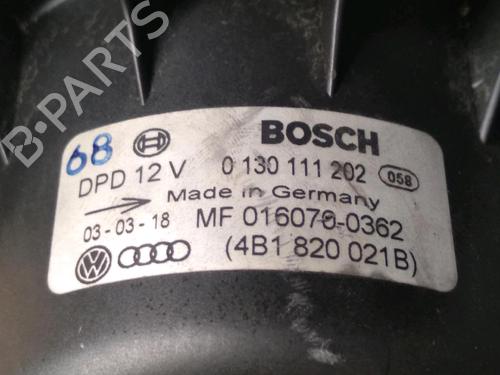 B-PARTS
68 BOSCH
DPD 12 V 0 130 111 202 058
Made in Germany
03-03-18 MF 016076-0362
(4B1 820 021B)